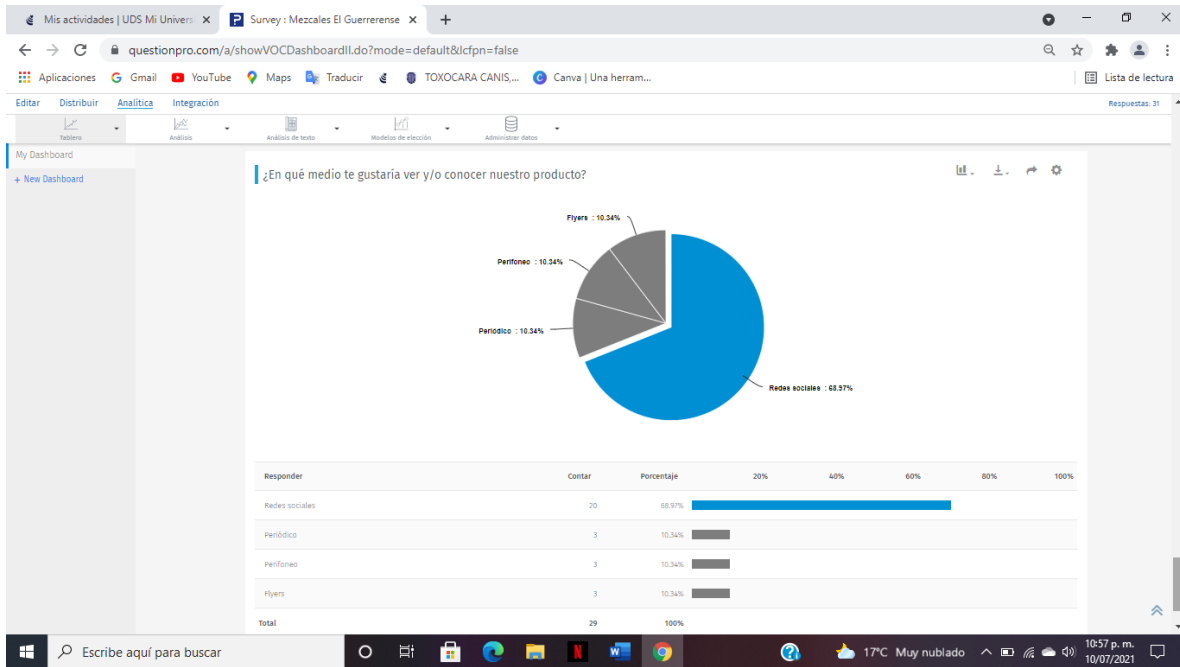 Mis actividades | UDS Mi Univers
Survey : Mezcales El Guerrerense
questionpro.com/a/showVOCDashboardII.do?mode=default&lcfpn=false
Aplicaciones Gmail YouTube Maps Traducir TOXOCARA CANIS,... Canva | Una herram... Lista de lectura
Editar Distribuir Analítica Integración Respuestas: 31
Tablero Análisis Análisis de texto Modelos de elección Administrar datos
My Dashboard
+ New Dashboard
¿En qué medio te gustaría ver y/o conocer nuestro producto?
Flyers : 10.34%
Perifoneo : 10.34%
Periódico : 10.34%
Redes sociales : 68.97%
Responder Contar Porcentaje 20% 40% 60% 80% 100%
Redes sociales 20 68.97%
Periódico 3 10.34%
Perifoneo 3 10.34%
Flyers 3 10.34%
Total 29 100%
Escribe aquí para buscar
17°C Muy nublado
10:57 p. m.
10/07/2021